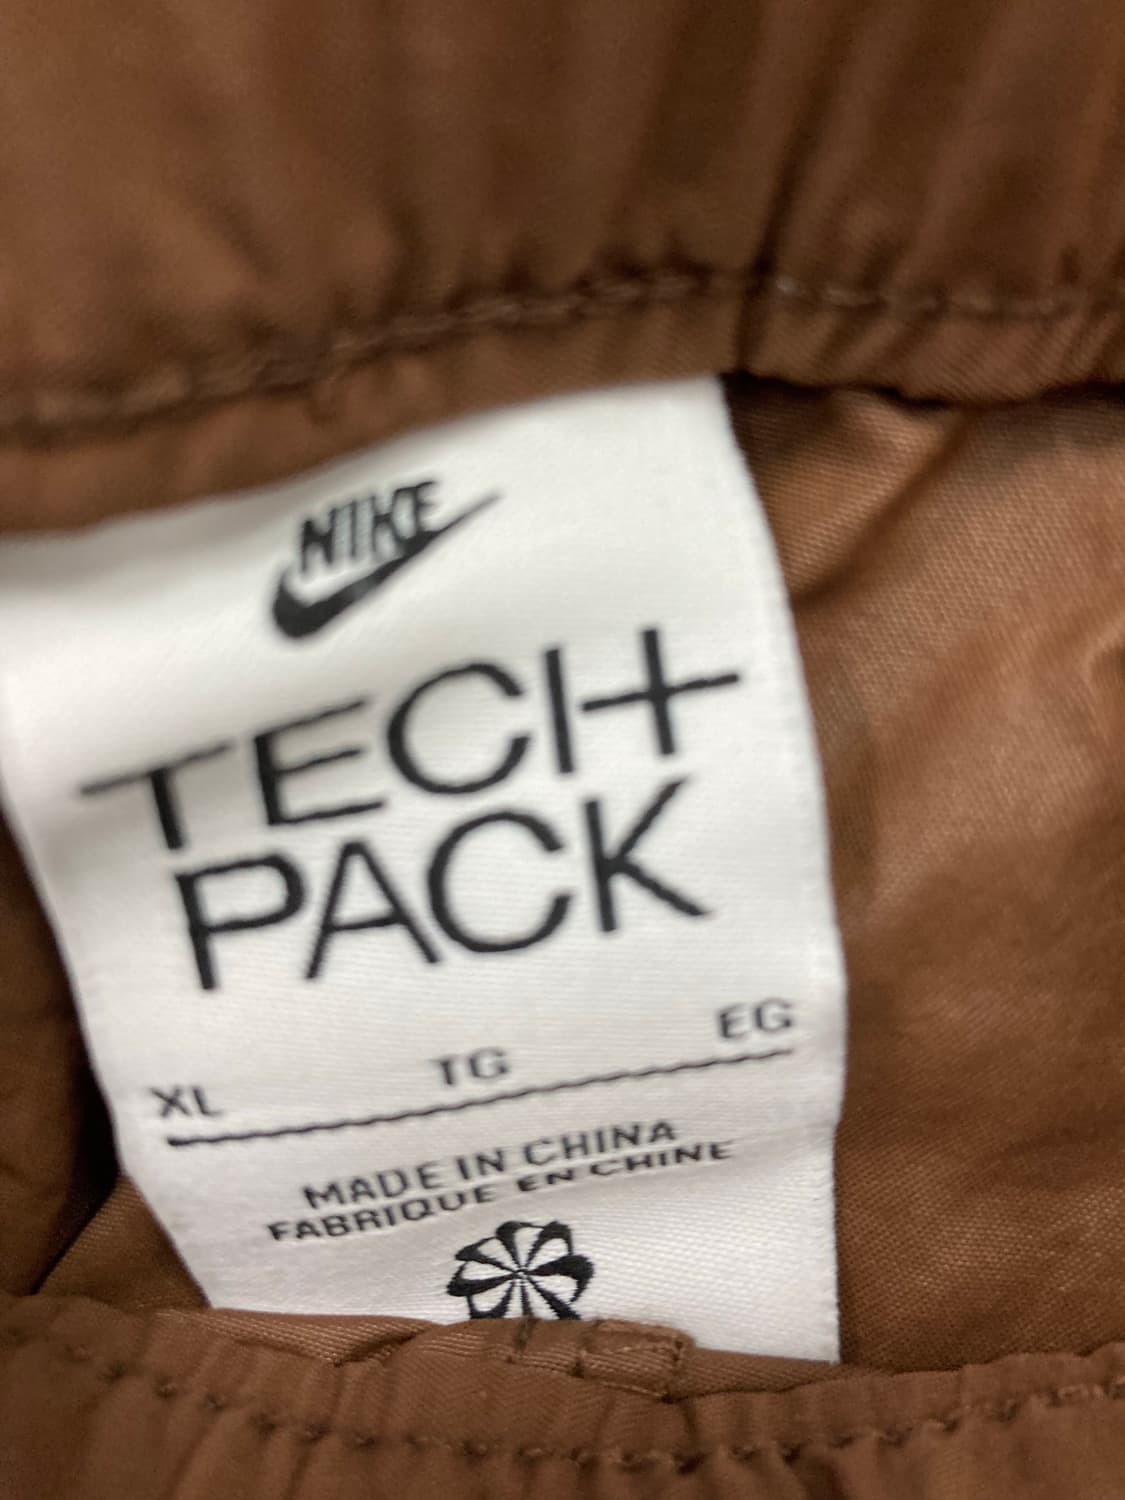 NIKE
TECH
PACK
XL TG EG
MADE IN CHINA
FABRIQUE EN CHINE